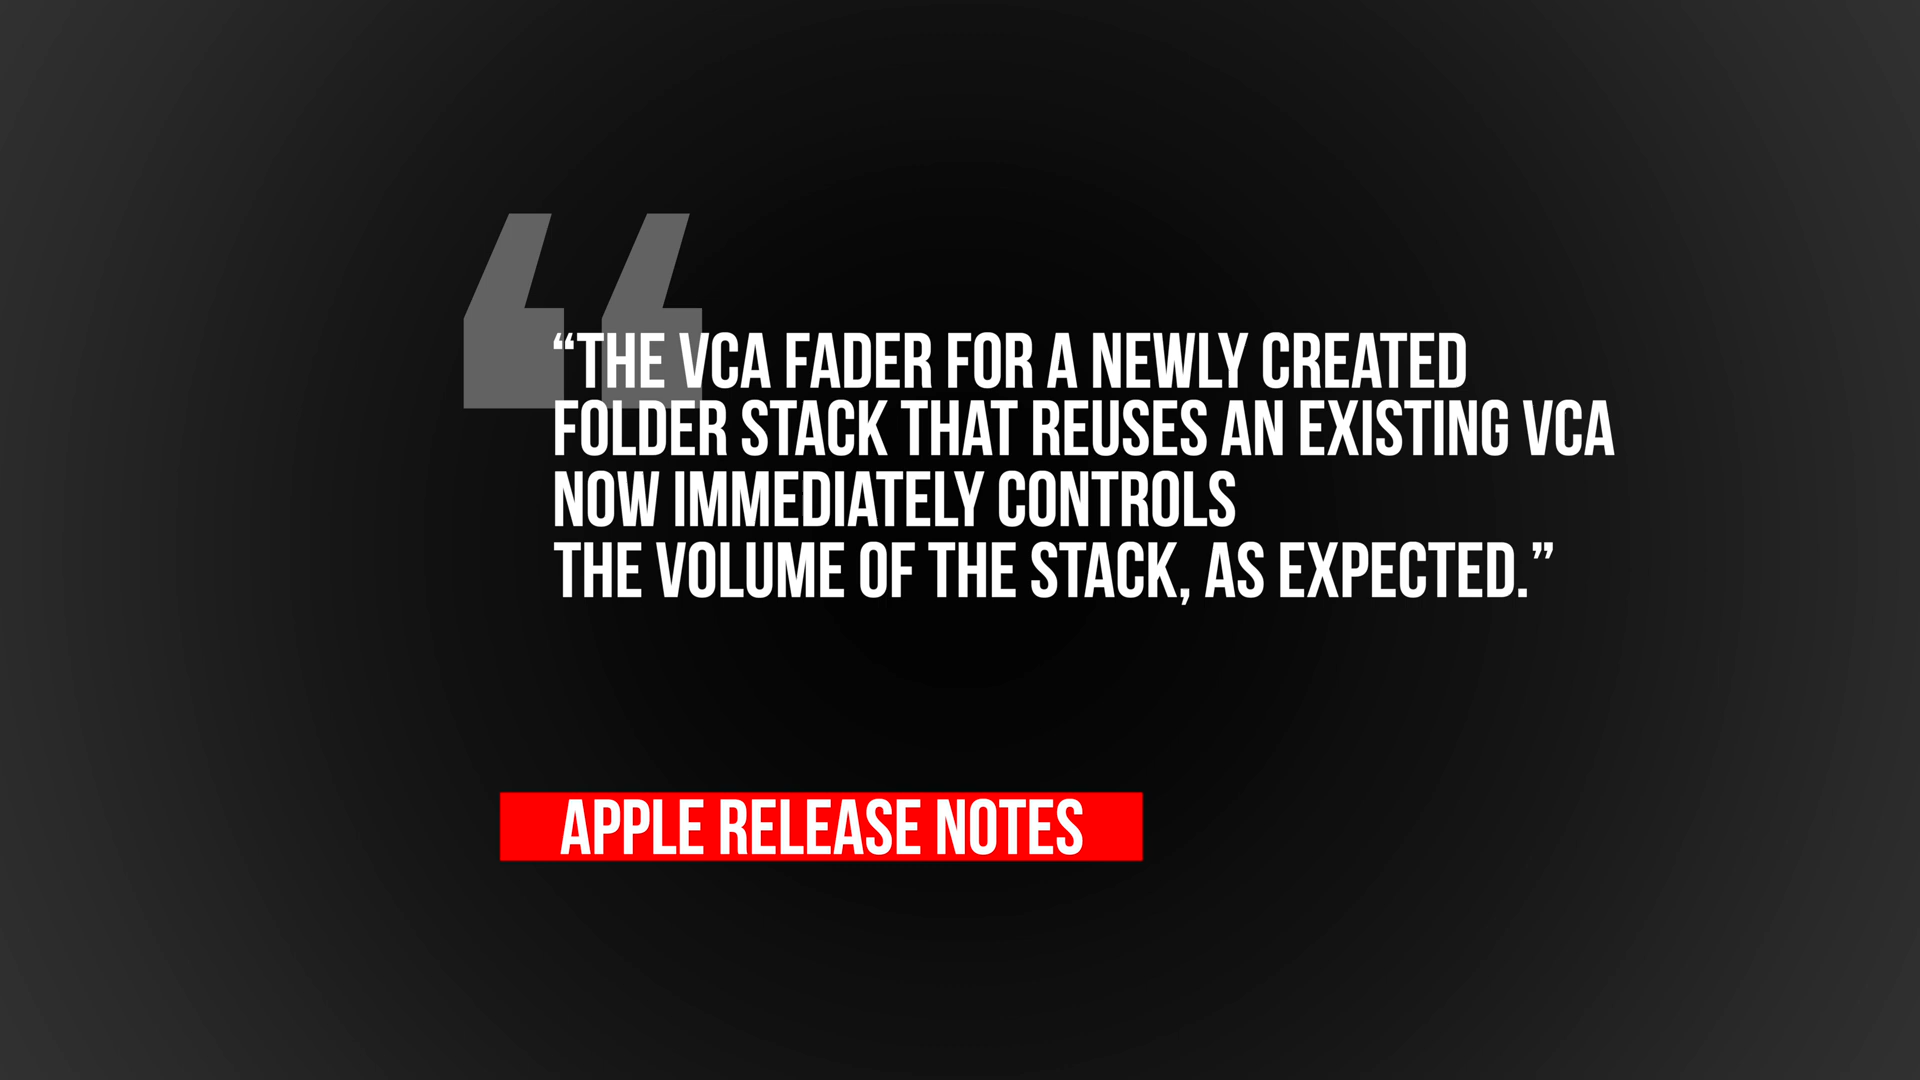 “THE VCA FADER FOR A NEWLY CREATED
FOLDER STACK THAT REUSES AN EXISTING VCA
NOW IMMEDIATELY CONTROLS
THE VOLUME OF THE STACK, AS EXPECTED.”
APPLE RELEASE NOTES